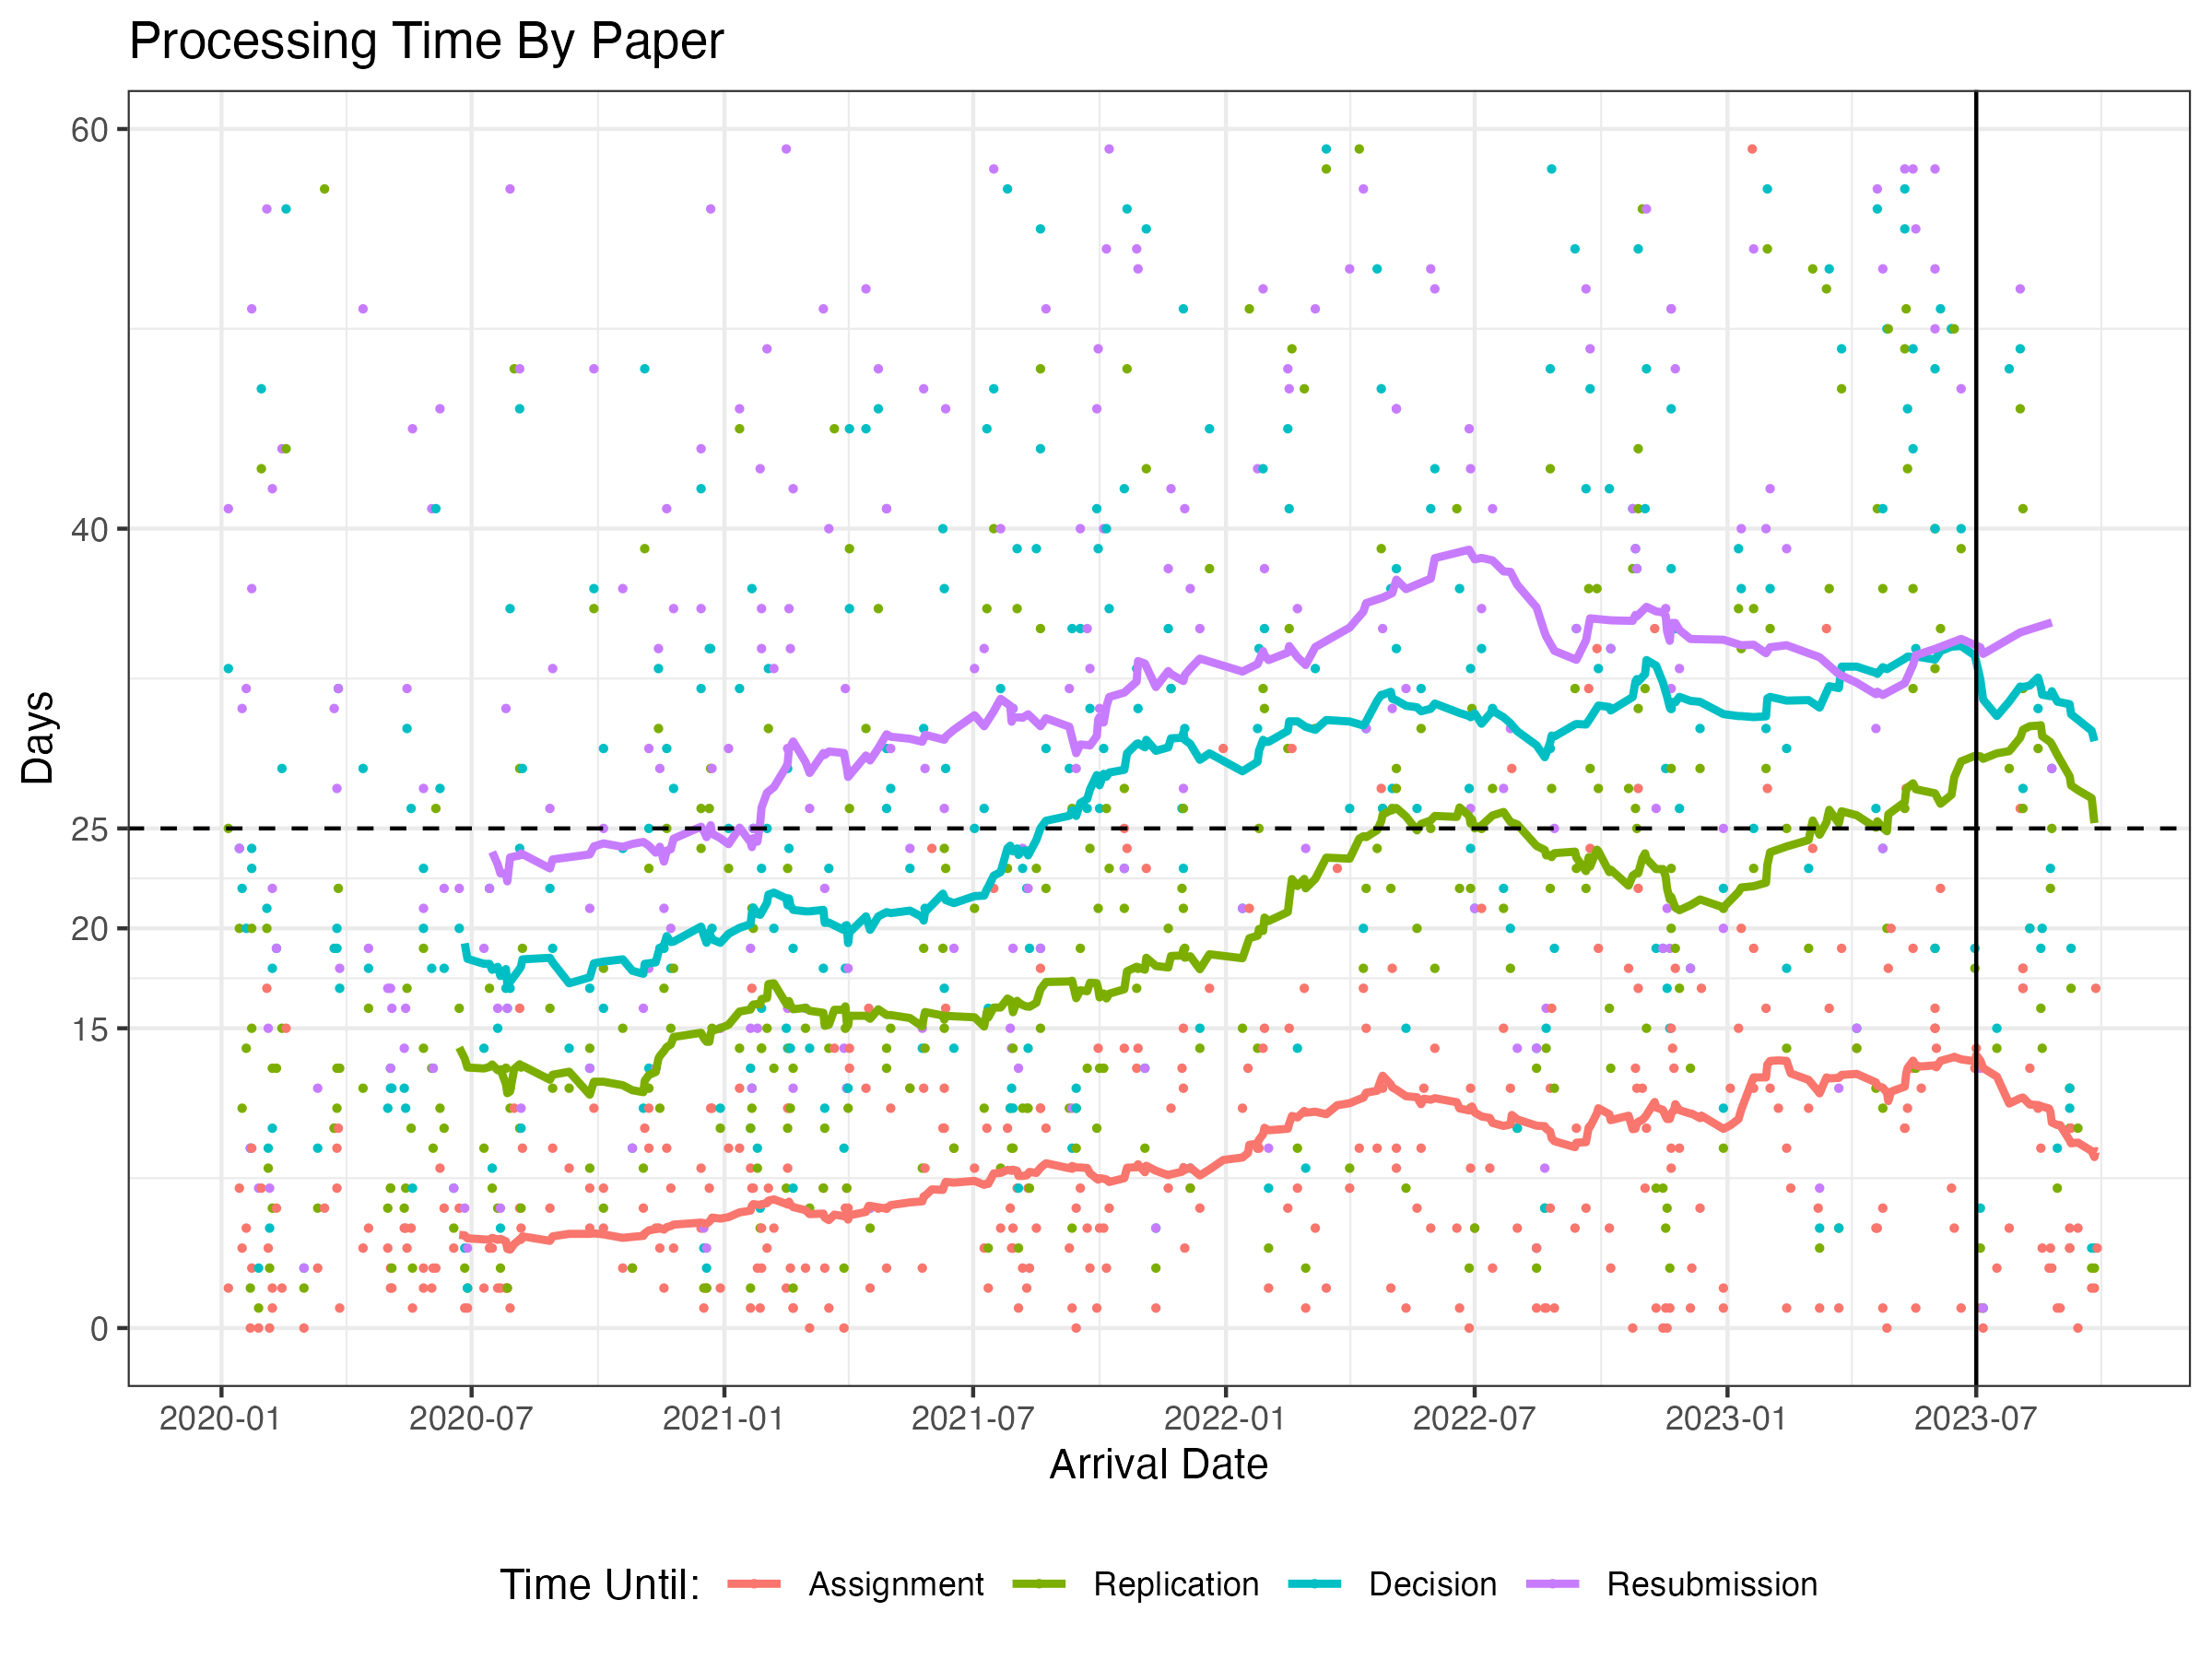 Processing Time By Paper
Days
60
40
25
20
15
0
2020-01 2020-07 2021-01 2021-07 2022-01 2022-07 2023-01 2023-07
Arrival Date
Time Until: Assignment Replication Decision Resubmission